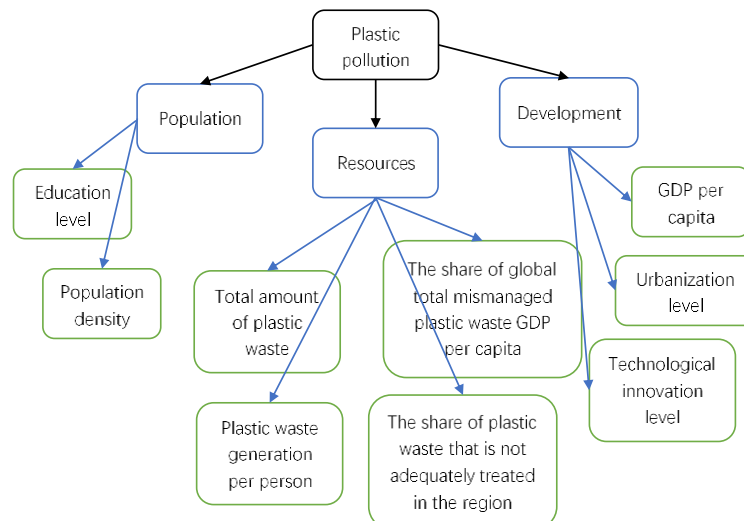 Plastic
pollution
Population
Resources
Development
Education
level
Population
density
Total amount
of plastic
waste
Plastic waste
generation
per person
The share of global
total mismanaged
plastic waste GDP
per capita
The share of plastic
waste that is not
adequately treated
in the region
GDP per
capita
Urbanization
level
Technological
innovation
level